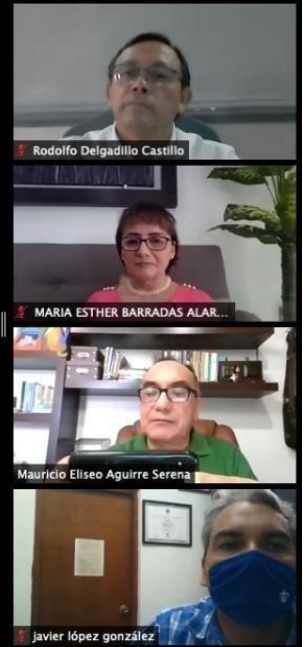 Rodolfo Delgadillo Castillo
MARIA ESTHER BARRADAS ALAR...
Mauricio Eliseo Aguirre Serena
javier lópez gonzález